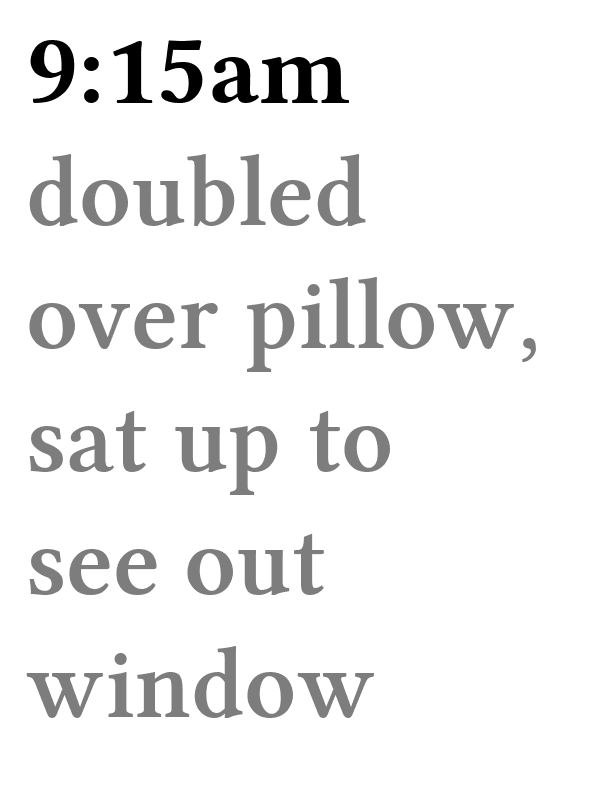 9:15am
doubled
over pillow,
sat up to
see out
window